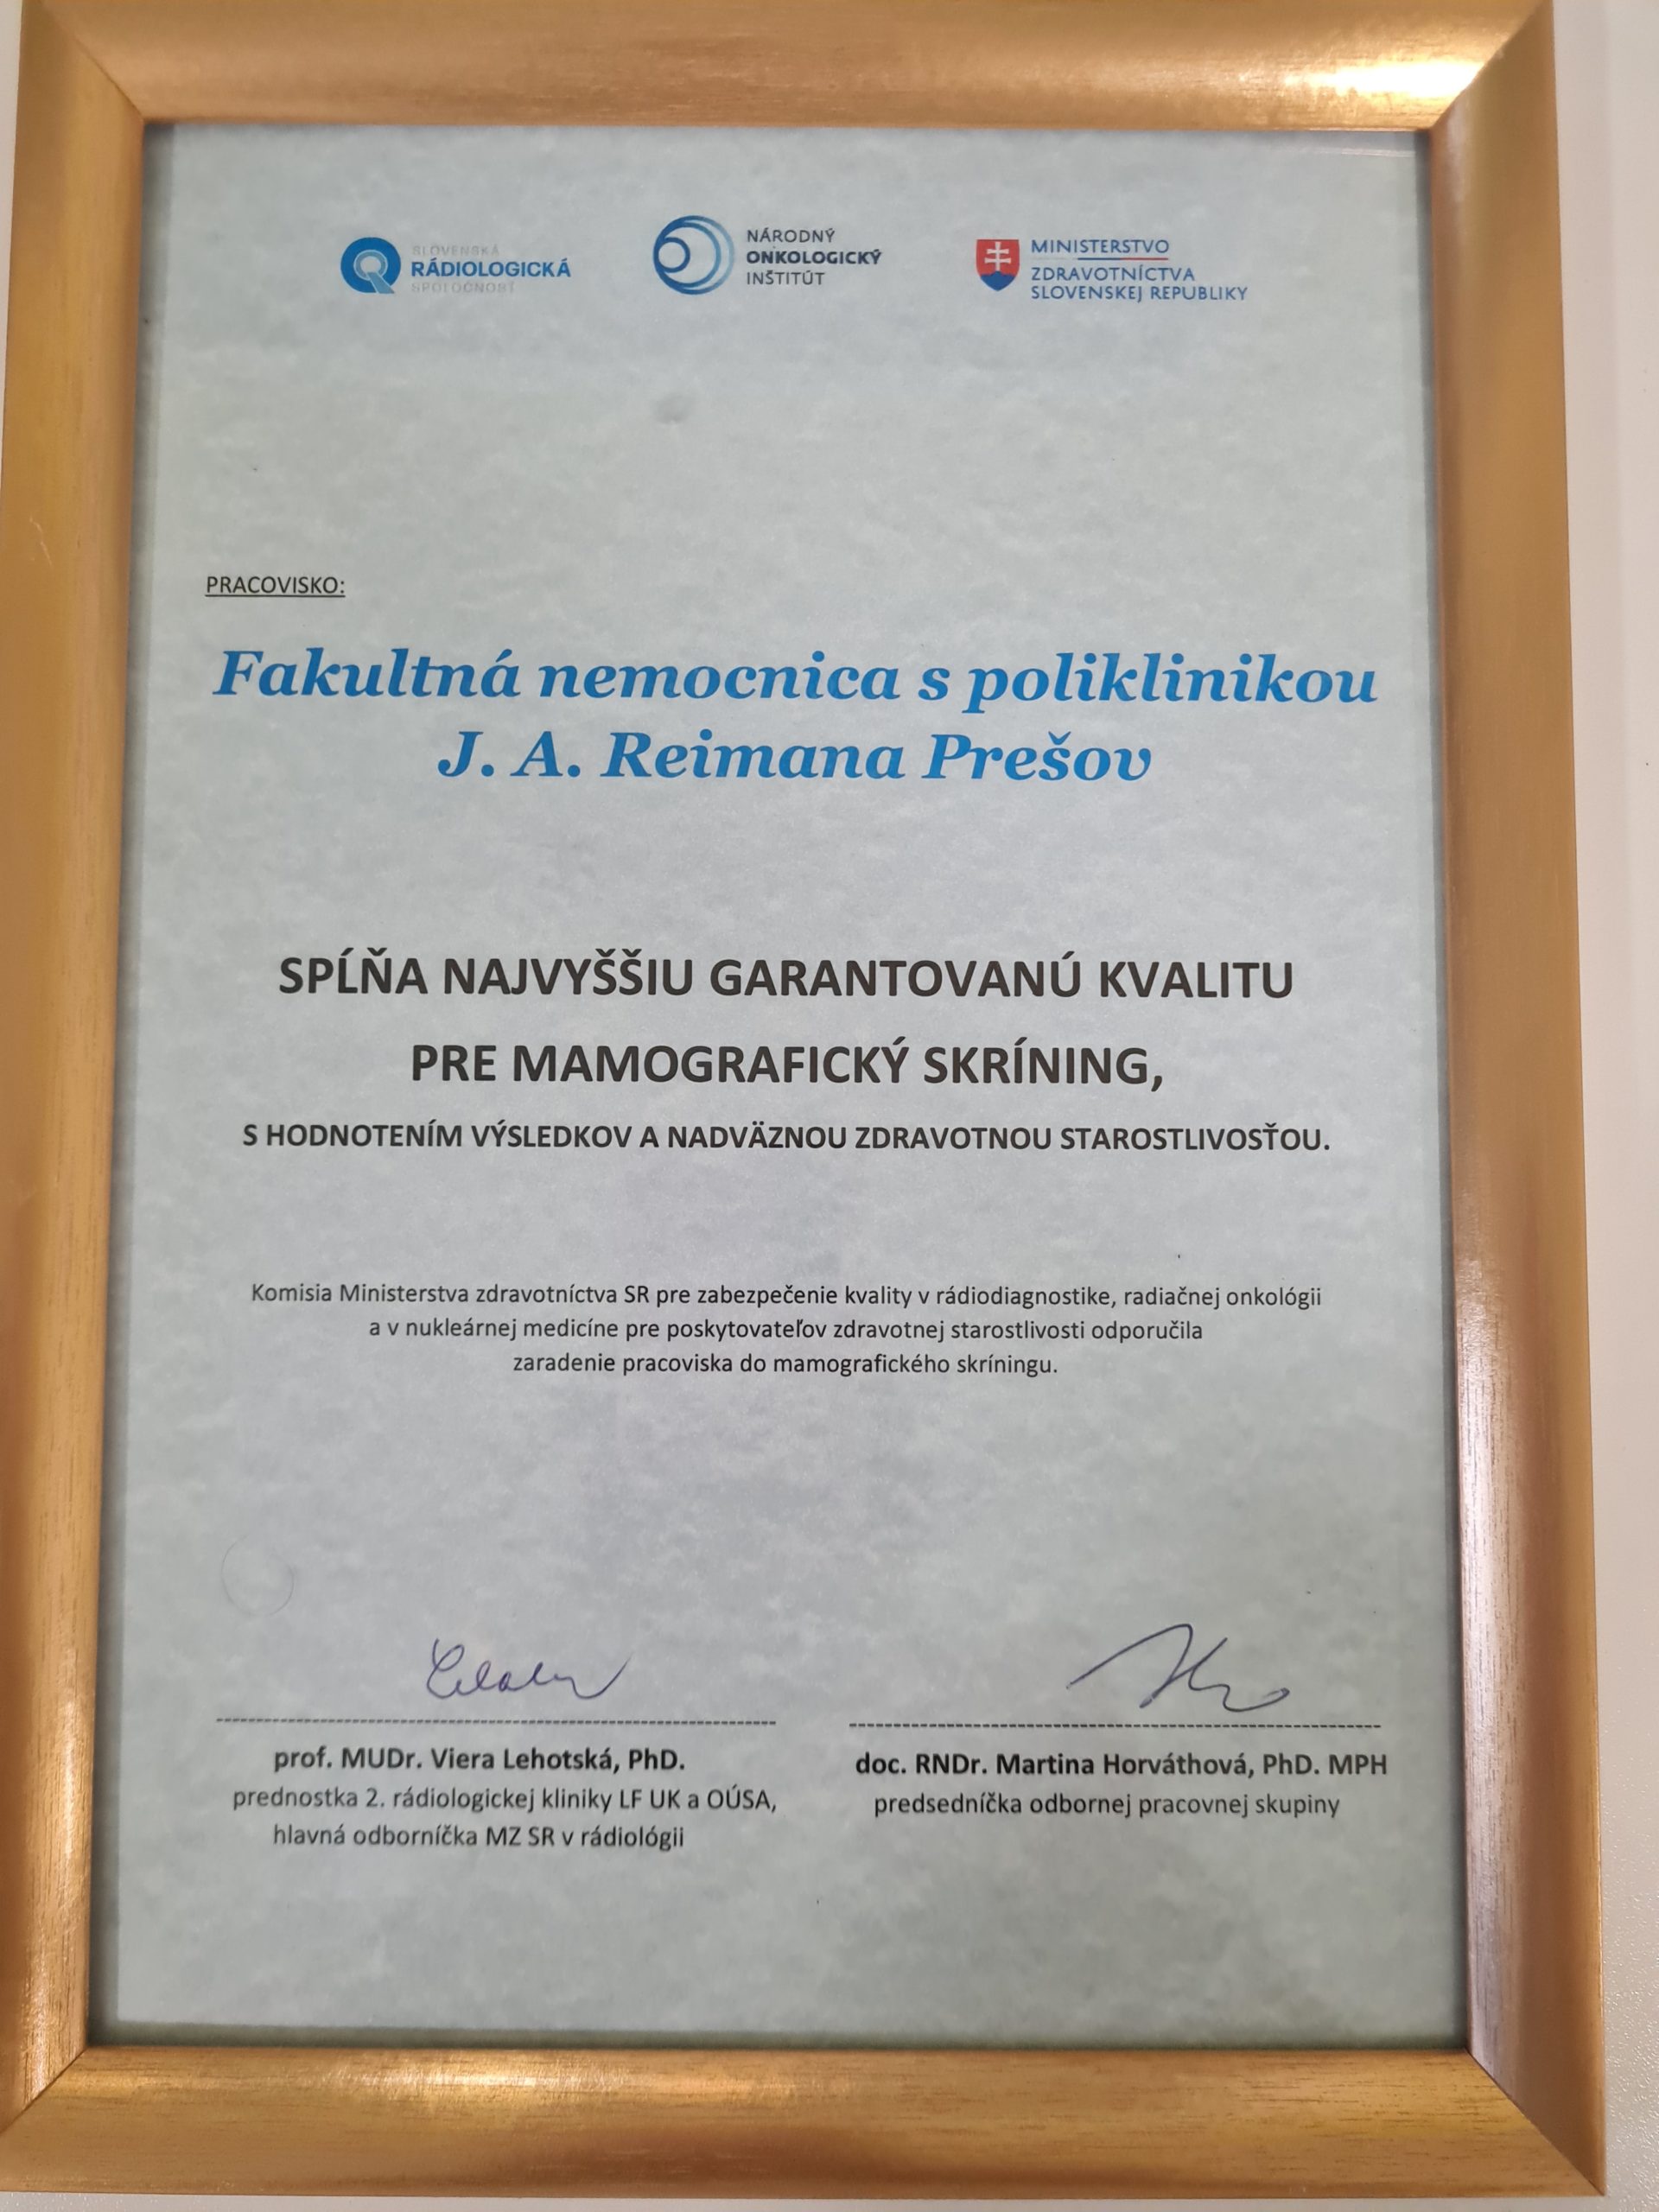 SLOVENSKÁ
RÁDIOLOGICKÁ
SPOLOČNOSŤ
NÁRODNÝ
ONKOLOGICKÝ
INŠTITÚT
MINISTERSTVO
ZDRAVOTNÍCTVA
SLOVENSKEJ REPUBLIKY
PRACOVISKO:
Fakultná nemocnica s poliklinikou
J. A. Reimana Prešov
SPĹŇA NAJVYŠŠIU GARANTOVANÚ KVALITU
PRE MAMOGRAFICKÝ SKRÍNING,
S HODNOTENÍM VÝSLEDKOV A NADVÄZNOU ZDRAVOTNOU STAROSTLIVOSŤOU.
Komisia Ministerstva zdravotníctva SR pre zabezpečenie kvality v rádiodiagnostike, radiačnej onkológii
a v nukleárnej medicíne pre poskytovateľov zdravotnej starostlivosti odporučila
zaradenie pracoviska do mamografického skríningu.
prof. MUDr. Viera Lehotská, PhD.
prednostka 2. rádiologickej kliniky LF UK a OÚSA,
hlavná odborníčka MZ SR v rádiológii
doc. RNDr. Martina Horváthová, PhD. MPH
predsedníčka odbornej pracovnej skupiny